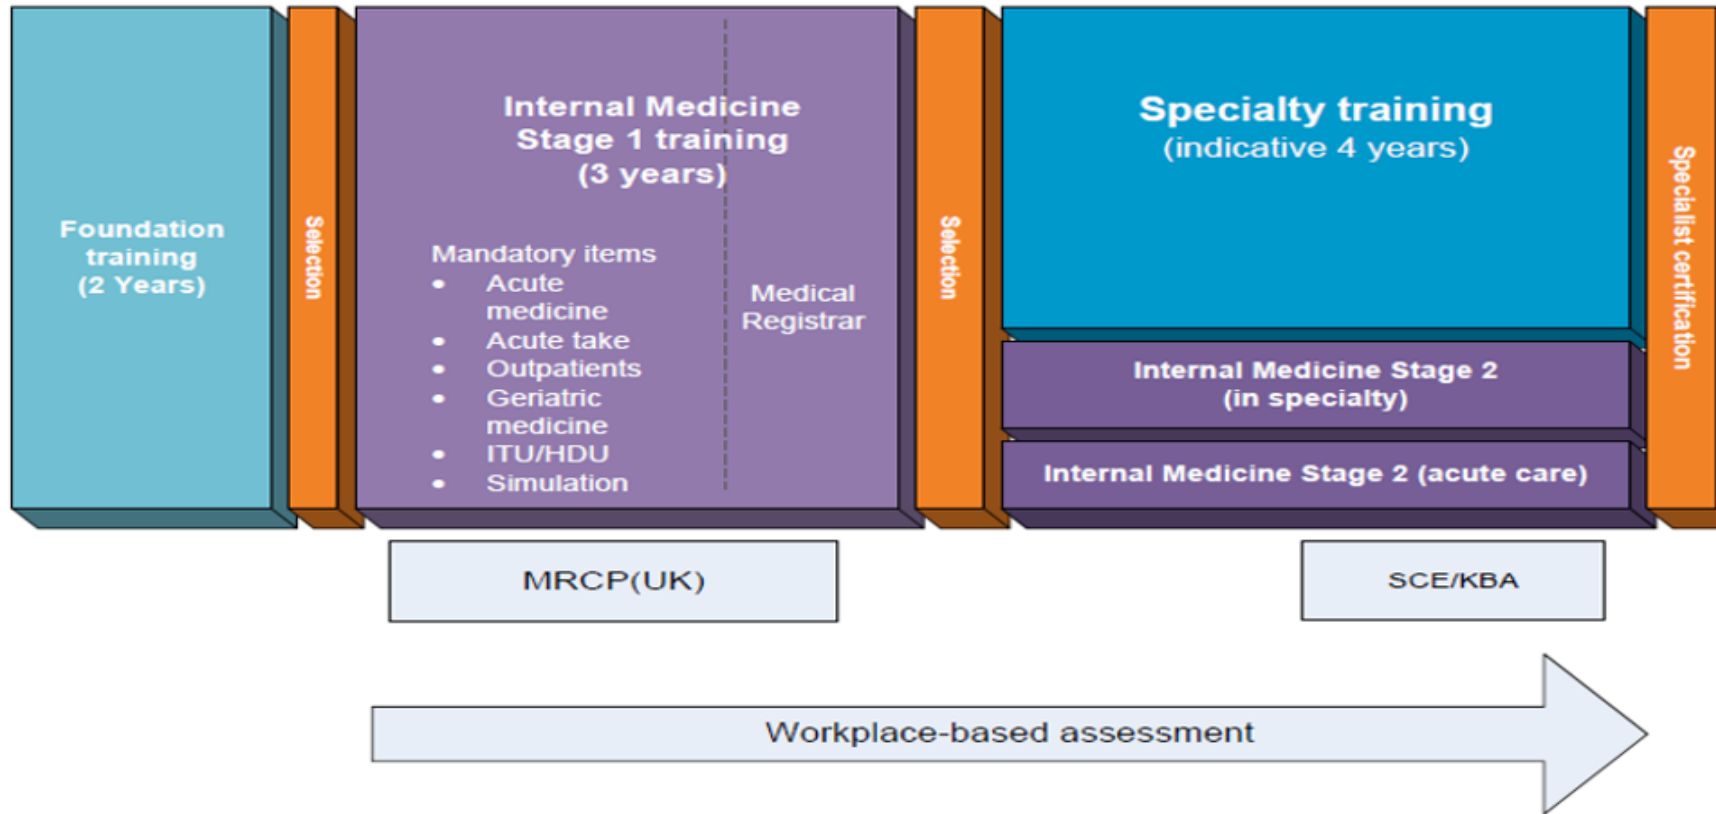 Foundation
training
(2 Years)
Selection
Internal Medicine
Stage 1 training
(3 years)
Mandatory items
• Acute
medicine
• Acute take
• Outpatients
• Geriatric
medicine
• ITU/HDU
• Simulation
Medical
Registrar
Selection
Specialty training
(indicative 4 years)
Internal Medicine Stage 2
(in specialty)
Internal Medicine Stage 2 (acute care)
Specialist certification
MRCP(UK)
SCE/KBA
Workplace-based assessment